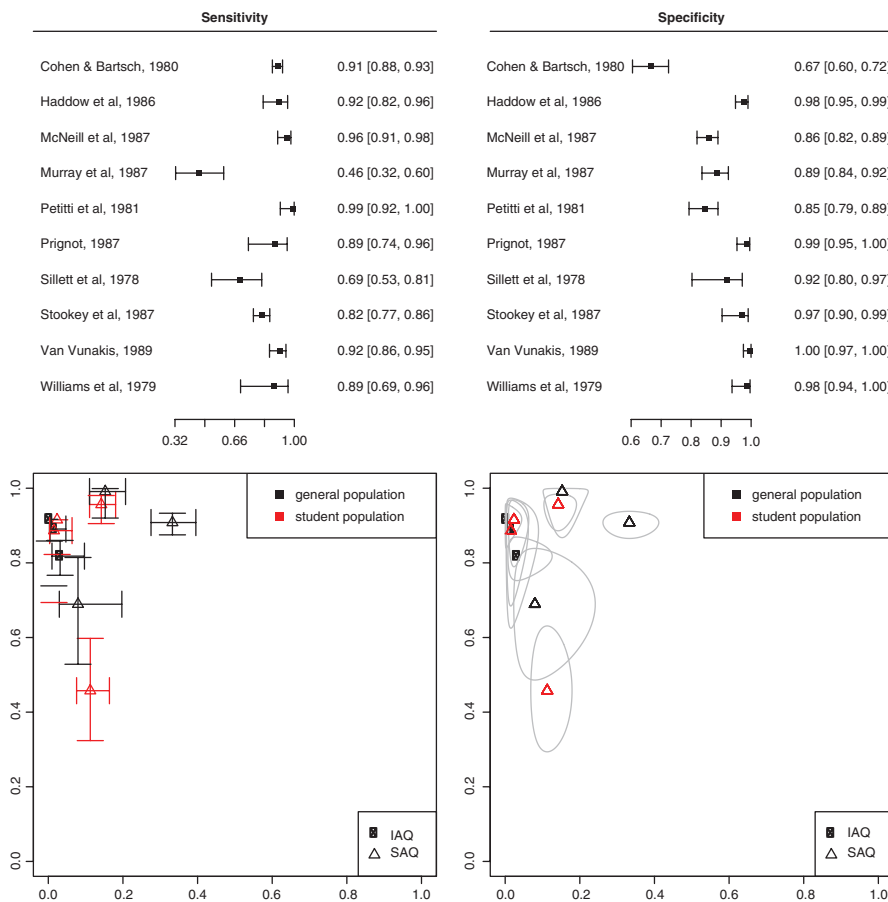 Sensitivity
Cohen & Bartsch, 1980 0.91 [0.88, 0.93]
Haddow et al, 1986 0.92 [0.82, 0.96]
McNeill et al, 1987 0.96 [0.91, 0.98]
Murray et al, 1987 0.46 [0.32, 0.60]
Petitti et al, 1981 0.99 [0.92, 1.00]
Prignot, 1987 0.89 [0.74, 0.96]
Sillett et al, 1978 0.69 [0.53, 0.81]
Stookey et al, 1987 0.82 [0.77, 0.86]
Van Vunakis, 1989 0.92 [0.86, 0.95]
Williams et al, 1979 0.89 [0.69, 0.96]
0.32 0.66 1.00
Specificity
Cohen & Bartsch, 1980 0.67 [0.60, 0.72]
Haddow et al, 1986 0.98 [0.95, 0.99]
McNeill et al, 1987 0.86 [0.82, 0.89]
Murray et al, 1987 0.89 [0.84, 0.92]
Petitti et al, 1981 0.85 [0.79, 0.89]
Prignot, 1987 0.99 [0.95, 1.00]
Sillett et al, 1978 0.92 [0.80, 0.97]
Stookey et al, 1987 0.97 [0.90, 0.99]
Van Vunakis, 1989 1.00 [0.97, 1.00]
Williams et al, 1979 0.98 [0.94, 1.00]
0.6 0.7 0.8 0.9 1.0
general population
student population
1.0
0.8
0.6
0.4
0.2
0.0
IAQ
SAQ
0.0 0.2 0.4 0.6 0.8 1.0
general population
student population
1.0
0.8
0.6
0.4
0.2
0.0
IAQ
SAQ
0.0 0.2 0.4 0.6 0.8 1.0